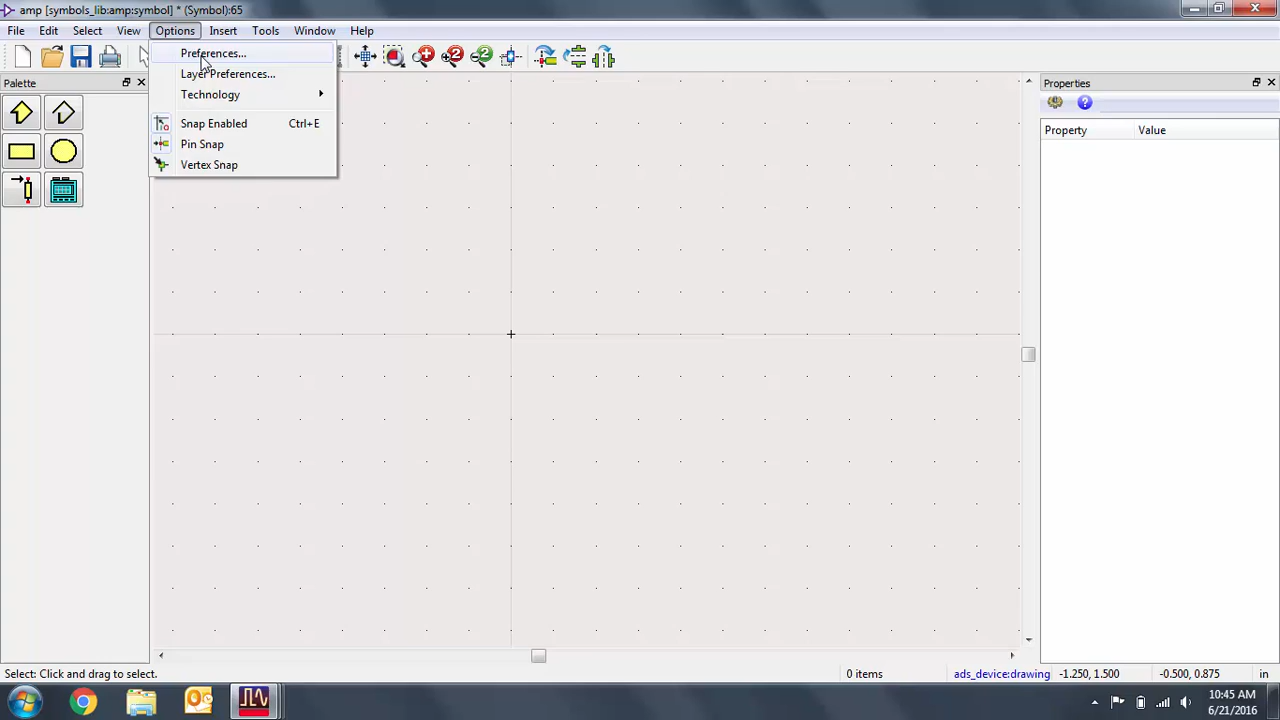 amp [symbols_lib:amp:symbol] * (Symbol):65
File Edit Select View Options Insert Tools Window Help
Preferences...
Layer Preferences...
Technology
Snap Enabled Ctrl+E
Pin Snap
Vertex Snap
Palette
Properties
Property Value
Select: Click and drag to select.
0 items
ads_device:drawing
-1.250, 1.500
-0.500, 0.875
in
10:45 AM
6/21/2016